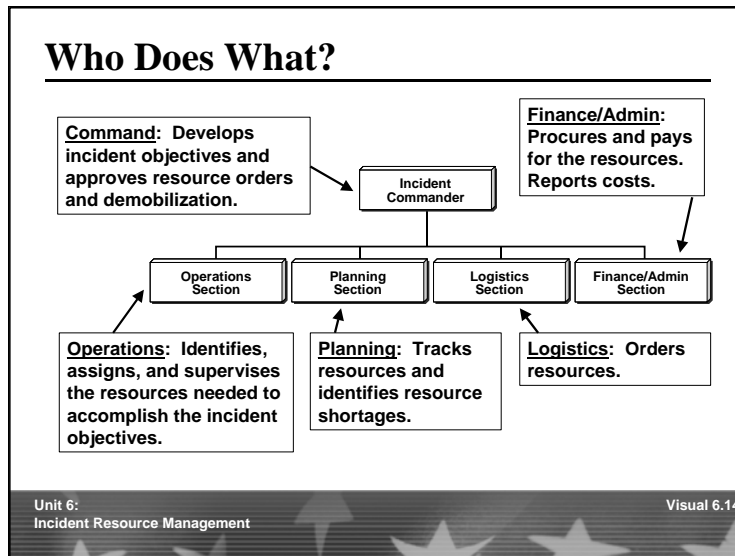 Who Does What?
Command: Develops
incident objectives and
approves resource orders
and demobilization.
Finance/Admin:
Procures and pays
for the resources.
Reports costs.
Incident
Commander
Operations
Section
Planning
Section
Logistics
Section
Finance/Admin
Section
Operations: Identifies,
assigns, and supervises
the resources needed to
accomplish the incident
objectives.
Planning: Tracks
resources and
identifies resource
shortages.
Logistics: Orders
resources.
Unit 6:
Incident Resource Management
Visual 6.14